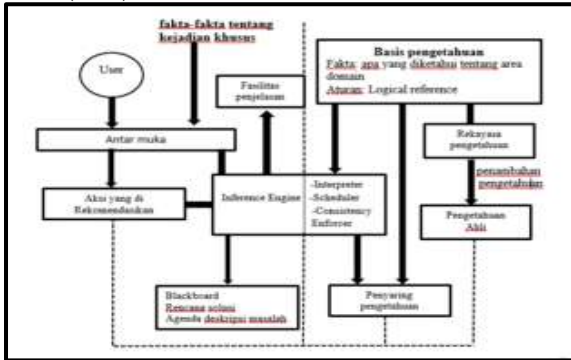 fakta-fakta tentang
kejadian khusus
User
Basis pengetahuan
Fakta: apa yang diketahui tentang area
domain
Aturan: Logical reference
Fasilitas
penjelasan
Antar muka
Rekayasa
pengetahuan
penambahan
pengetahuan
Aksi yang di
Rekomendasikan
Inference Engine
-Interpreter
-Scheduler
-Consistency
Enforcer
Pengetahuan
Ahli
Blackboard
Rencana solusi
Agenda deskripsi masalah
Penyaring
pengetahuan